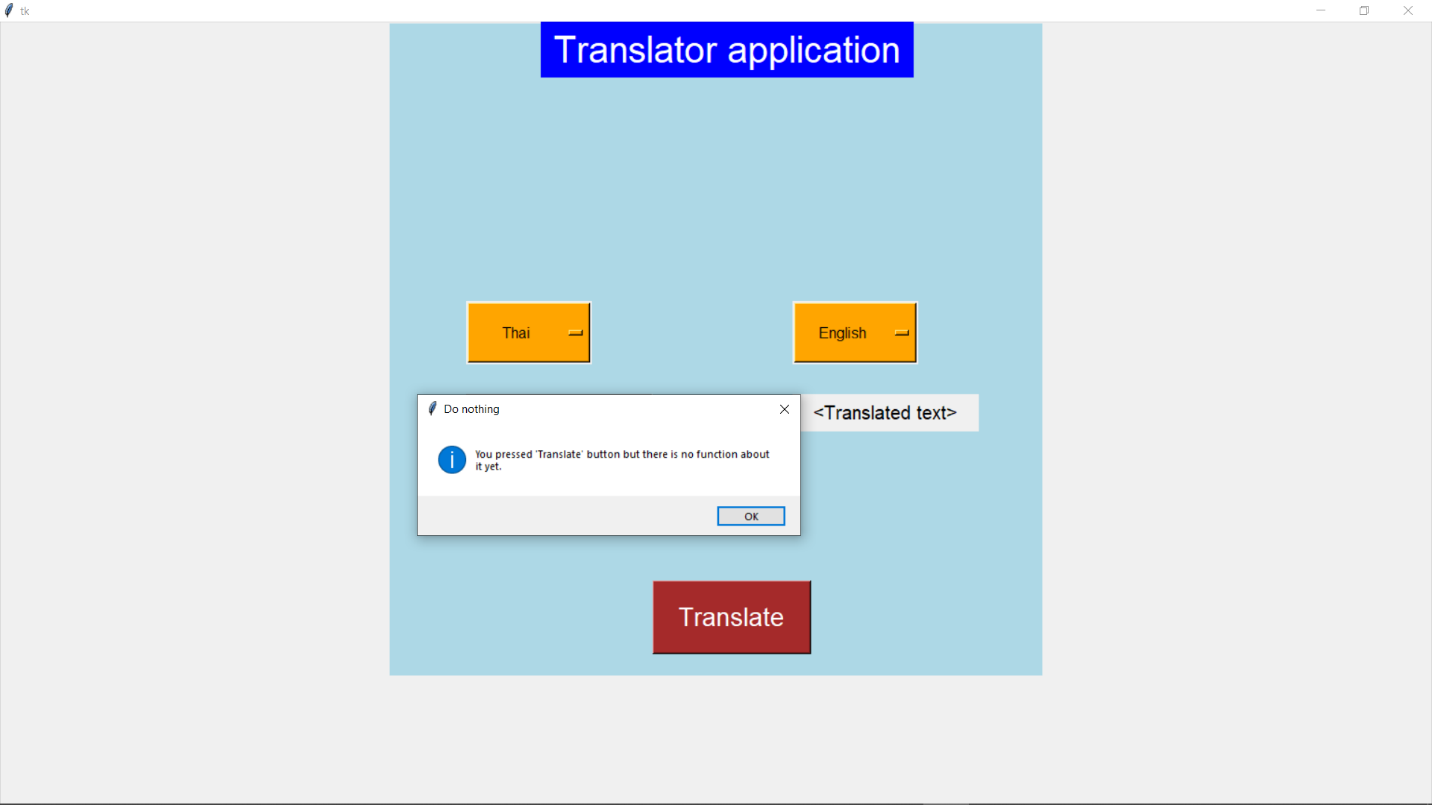 tk
Translator application
Thai
English
<Translated text>
Do nothing
You pressed 'Translate' button but there is no function about
it yet.
OK
Translate